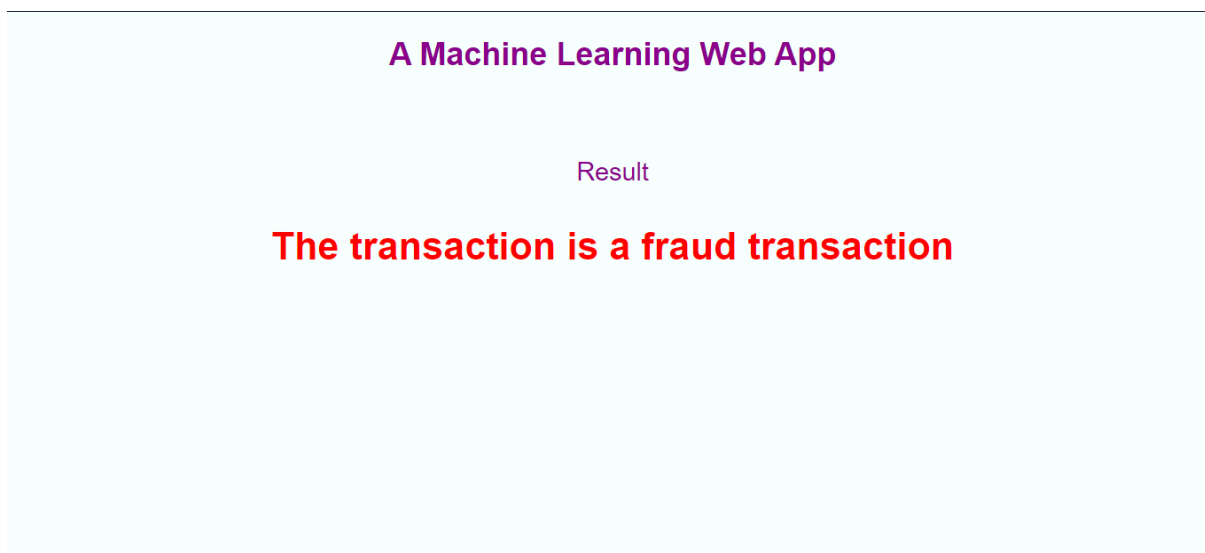 A Machine Learning Web App
Result
The transaction is a fraud transaction